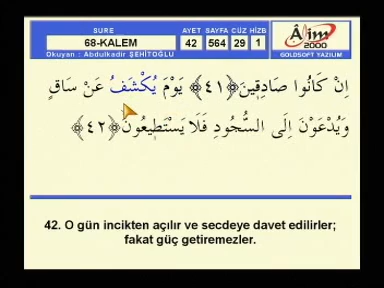 SURE
68-KALEM
Okuyan : Abdulkadir ŞEHİTOĞLU
AYET SAYFA CÜZ HİZB
42 564 29 1
Âlim
2000
GOLDSOFT YAZILIM
اِنْ كَانُوا صَادِقِينَ ﴿٤١﴾ يَوْمَ يُكْشَفُ عَنْ سَاقٍ
وَيُدْعَوْنَ اِلَى السُّجُودِ فَلَا يَسْتَطِيعُونَ ﴿٤٢﴾
42. O gün incikten açılır ve secdeye davet edilirler;
fakat güç getiremezler.